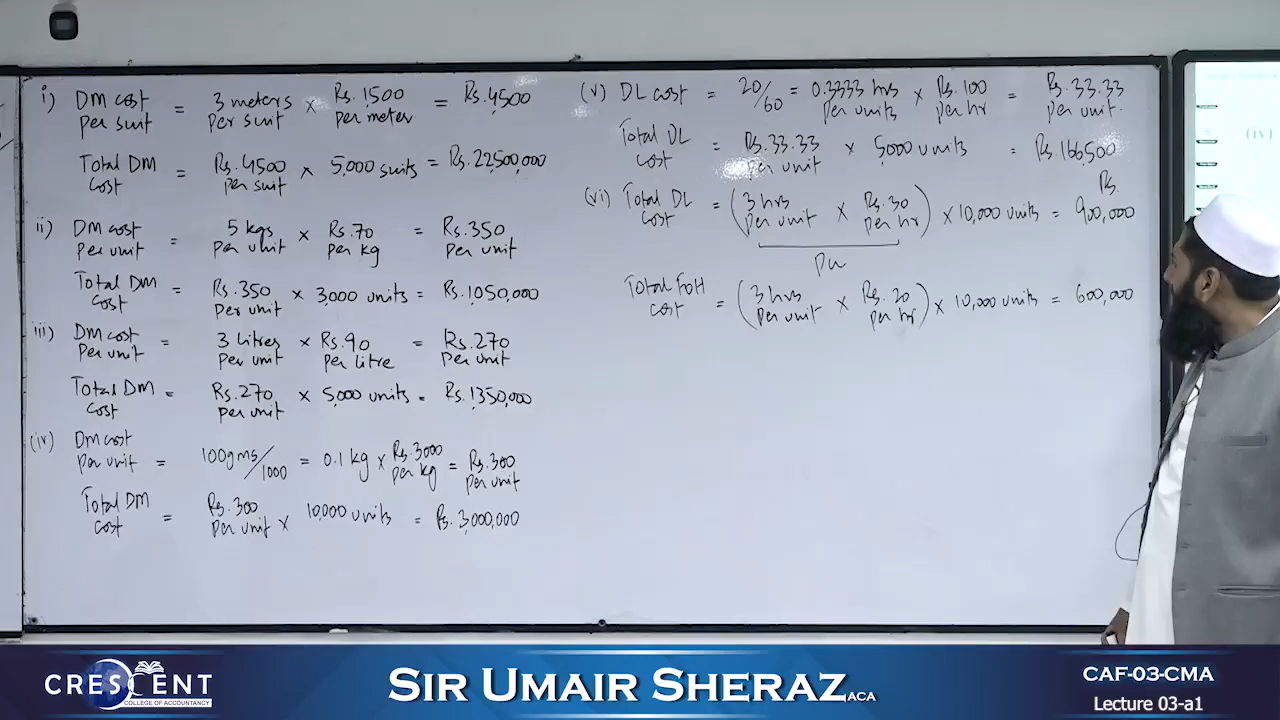 i) DM cost per suit = 3 meters per suit × Rs. 1500 per meter = Rs. 4500
Total DM cost = Rs. 4500 per suit × 5,000 suits = Rs. 22500,000
ii) DM cost per unit = 5 kgs per unit × Rs. 70 per kg = Rs. 350 per unit
Total DM cost = Rs. 350 per unit × 3,000 units = Rs. 1,050,000
iii) DM cost per unit = 3 litres per unit × Rs. 90 per litre = Rs. 270 per unit
Total DM cost = Rs. 270 per unit × 5,000 units = Rs. 1350,000
(iv) DM cost per unit = 100gms/1000 = 0.1 kg × Rs. 3000 per kg = Rs. 300 per unit
Total DM cost = Rs. 300 per unit × 10,000 units = Rs. 3,000,000
(v) DL cost = 20/60 = 0.3333 hrs per units × Rs. 100 per hr = Rs. 33.33 per unit.
Total DL cost = Rs. 33.33 per unit × 5,000 units = Rs. 166500
(vi) Total DL cost = (3 hrs per unit × Rs. 30 per hr) × 10,000 units = Rs. 900,000
Pu
Total FOH cost = (3 hrs per unit × Rs. 20 per hr) × 10,000 units = 600,000
(iv)
CRESCENT
COLLEGE OF ACCOUNTANCY
SIR UMAIR SHERAZ ACA
CAF-03-CMA
Lecture 03-a1